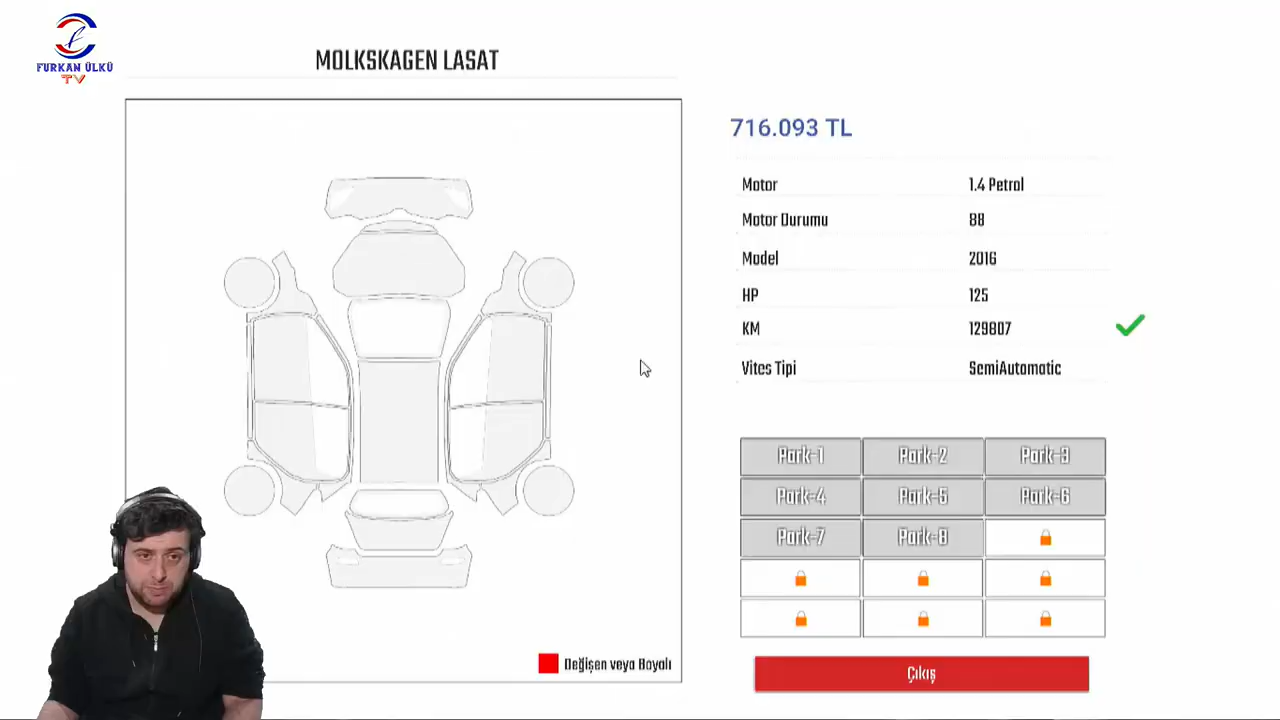 FURKAN ÜLKÜ
TV
MOLKSKAGEN LASAT
716.093 TL
Motor 1.4 Petrol
Motor Durumu 88
Model 2016
HP 125
KM 129807
Vites Tipi SemiAutomatic
Park-1 Park-2 Park-3
Park-4 Park-5 Park-6
Park-7 Park-8
Değişen veya Boyalı
Çıkış